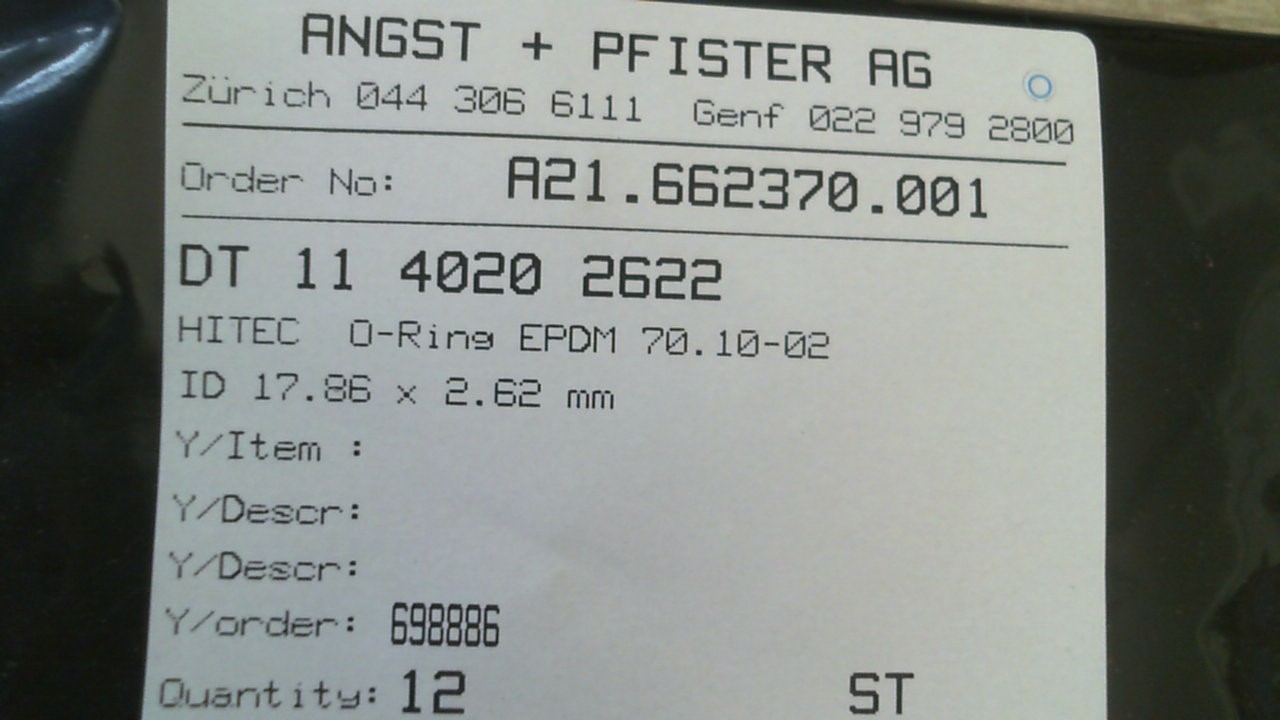 ANGST + PFISTER AG
Zürich 044 306 6111 Genf 022 979 2800
Order No: A21.662370.001
DT 11 4020 2622
HITEC O-Ring EPDM 70.10-02
ID 17.86 x 2.62 mm
Y/Item :
Y/Descr:
Y/Descr:
Y/order: 698886
Quantity: 12 ST